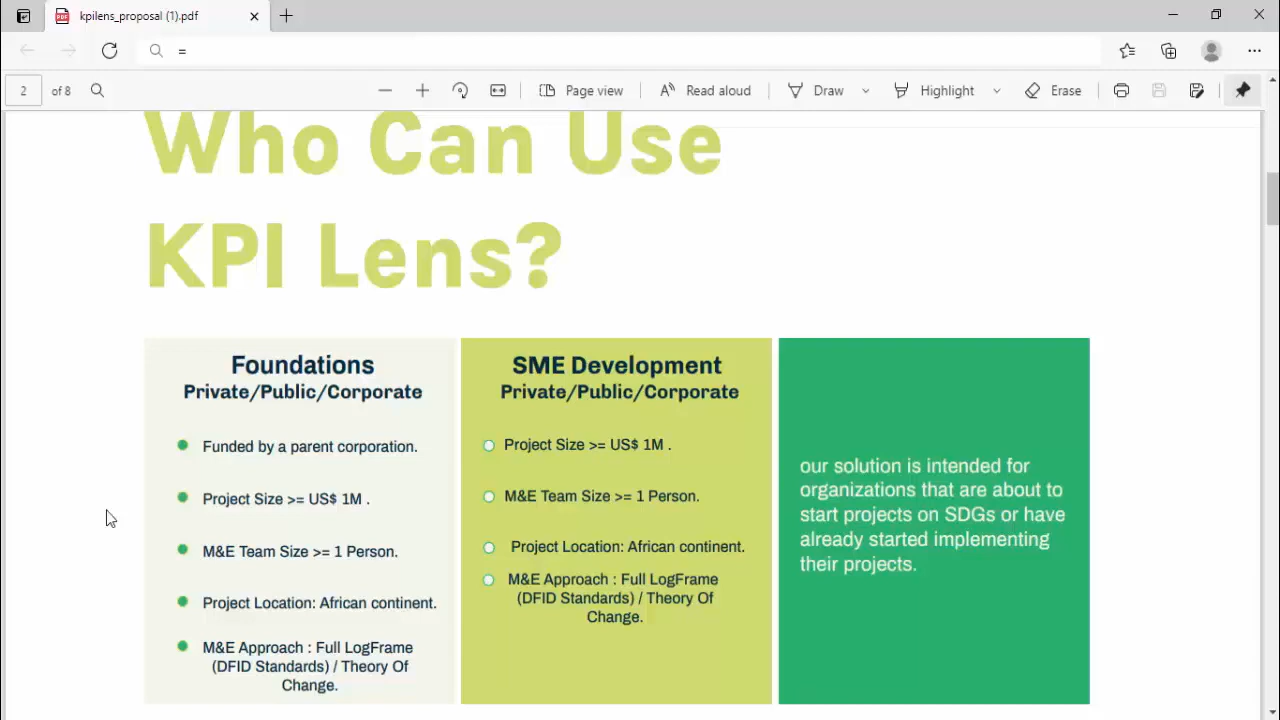 kpilens_proposal (1).pdf
=
2 of 8
Page view
Read aloud
Draw
Highlight
Erase
Who Can Use
KPI Lens?
Foundations
Private/Public/Corporate
Funded by a parent corporation.
Project Size >= US$ 1M .
M&E Team Size >= 1 Person.
Project Location: African continent.
M&E Approach : Full LogFrame
(DFID Standards) / Theory Of
Change.
SME Development
Private/Public/Corporate
Project Size >= US$ 1M .
M&E Team Size >= 1 Person.
Project Location: African continent.
M&E Approach : Full LogFrame
(DFID Standards) / Theory Of
Change.
our solution is intended for
organizations that are about to
start projects on SDGs or have
already started implementing
their projects.